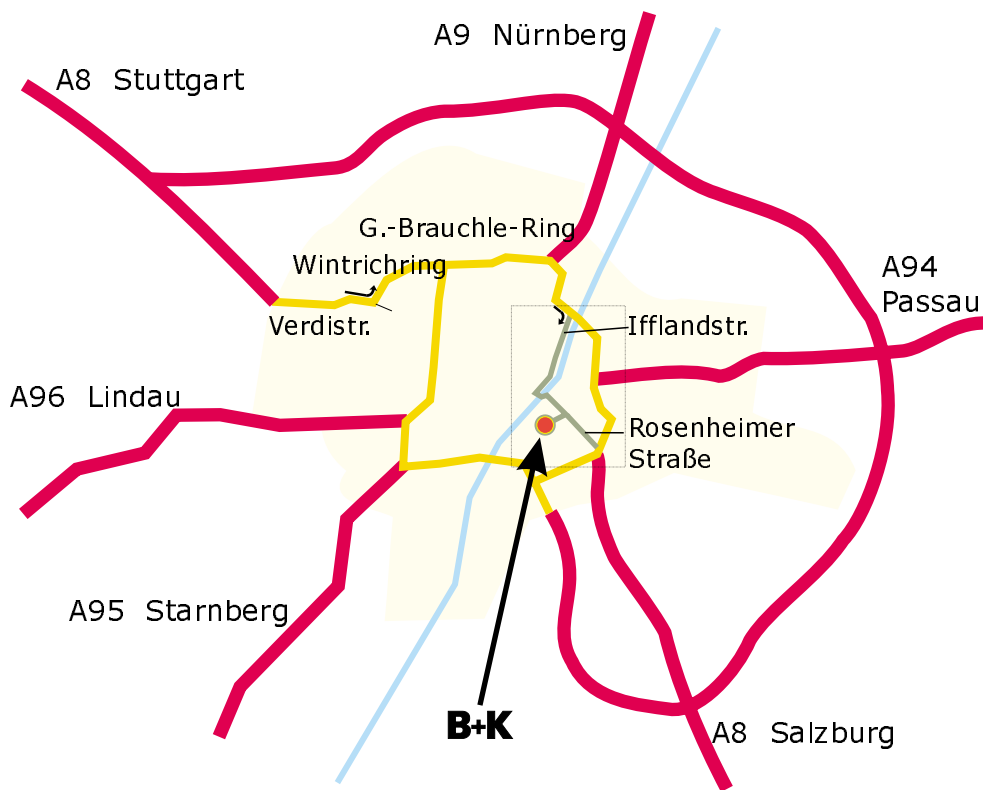 A9 Nürnberg
A8 Stuttgart
G.-Brauchle-Ring
Wintrichring
A94
Passau
Verdistr.
Ifflandstr.
A96 Lindau
Rosenheimer
Straße
A95 Starnberg
B+K
A8 Salzburg